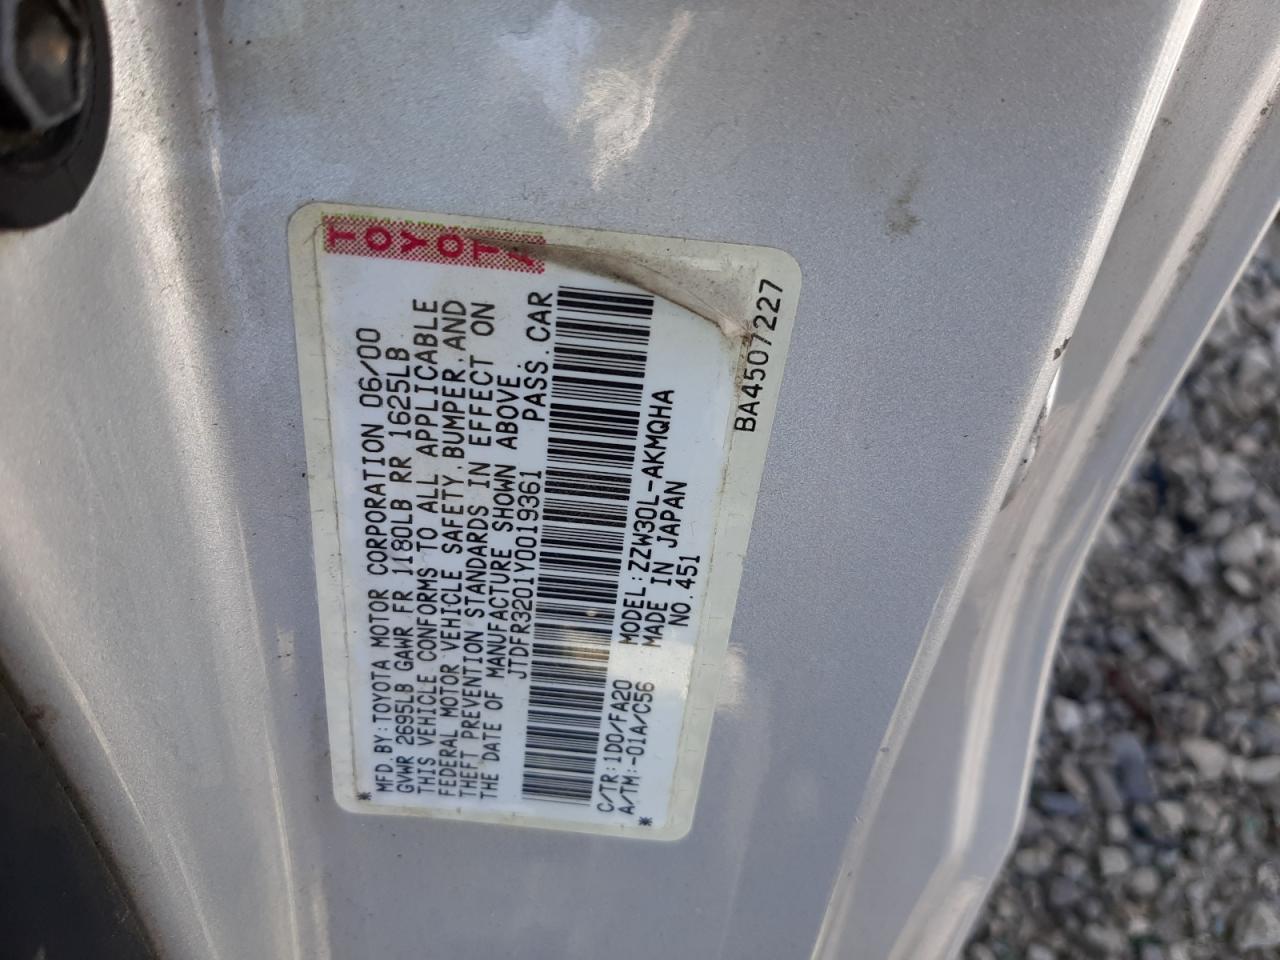 TOYOTA
MFD. BY: TOYOTA MOTOR CORPORATION 06/00
GVWR 2695LB GAWR FR 1180LB RR 1625LB
THIS VEHICLE CONFORMS TO ALL APPLICABLE
FEDERAL MOTOR VEHICLE SAFETY, BUMPER, AND
THEFT PREVENTION STANDARDS IN EFFECT ON
THE DATE OF MANUFACTURE SHOWN ABOVE.
JTDFR3201Y0019361 PASS. CAR
C/TR: 1D0/FA20 MODEL: ZZW30L-AKMQHA
A/TM: -01A/C56 MADE IN JAPAN
NO. 451
BA4507227